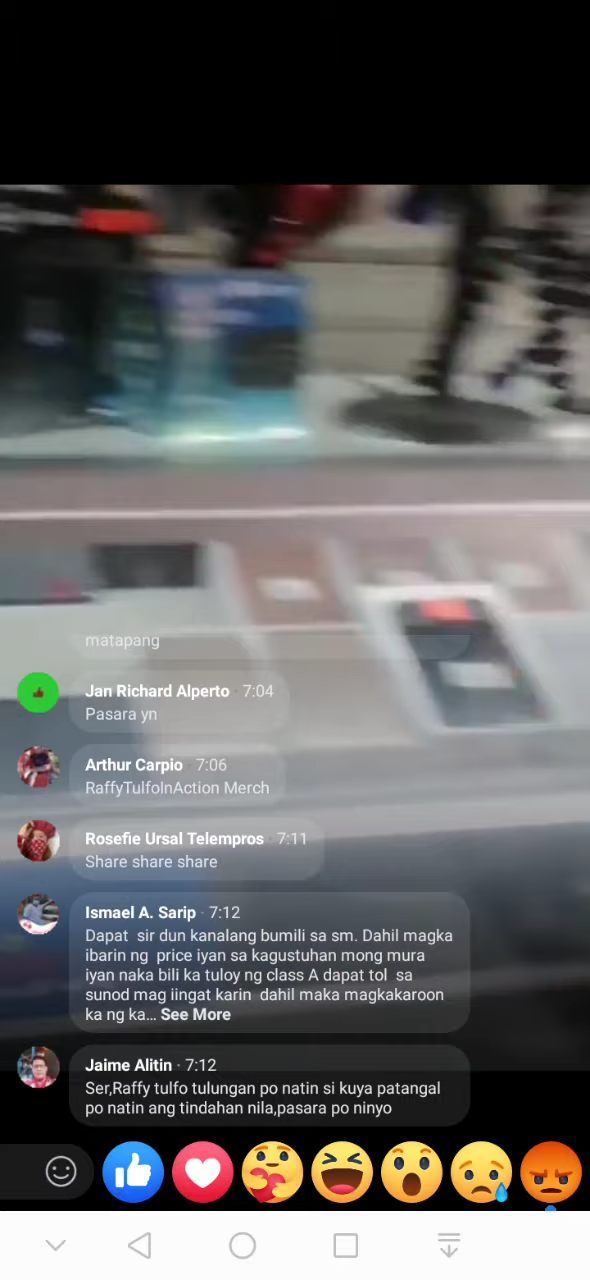 matapang
Jan Richard Alperto · 7:04
Pasara yn
Arthur Carpio · 7:06
RaffyTulfoInAction Merch
Rosefie Ursal Telempros · 7:11
Share share share
Ismael A. Sarip · 7:12
Dapat  sir dun kanalang bumili sa sm. Dahil magka
ibarin ng  price iyan sa kagustuhan mong mura
iyan naka bili ka tuloy ng class A dapat tol  sa
sunod mag iingat karin  dahil maka magkakaroon
ka ng ka... See More
Jaime Alitin · 7:12
Ser,Raffy tulfo tulungan po natin si kuya patangal
po natin ang tindahan nila,pasara po ninyo